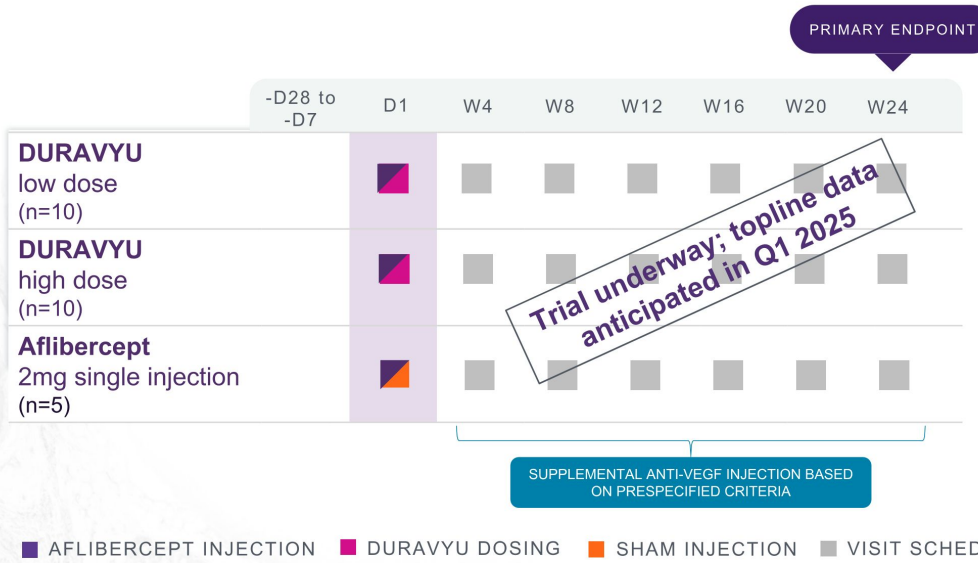 PRIMARY ENDPOINT
-D28 to
-D7
D1
W4
W8
W12
W16
W20
W24
DURAVYU
low dose
(n=10)
DURAVYU
high dose
(n=10)
Aflibercept
2mg single injection
(n=5)
Trial underway; topline data
anticipated in Q1 2025
SUPPLEMENTAL ANTI-VEGF INJECTION BASED
ON PRESPECIFIED CRITERIA
AFLIBERCEPT INJECTION
DURAVYU DOSING
SHAM INJECTION
VISIT SCHED